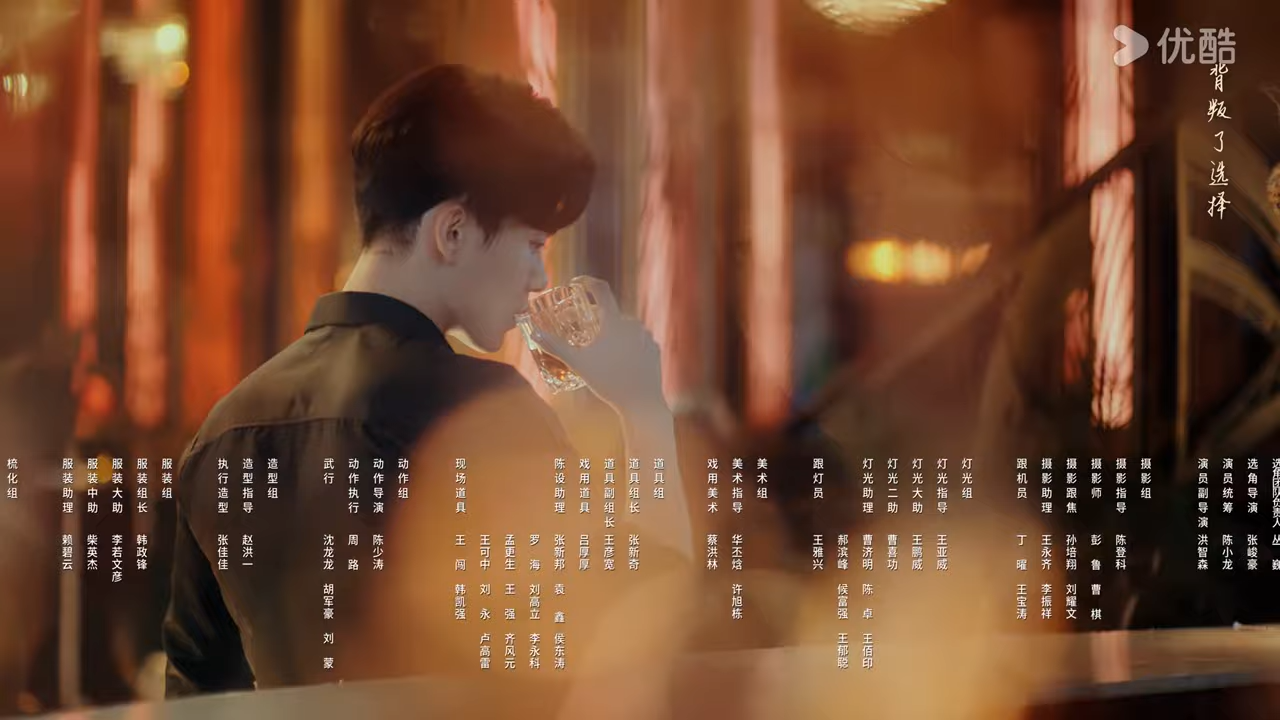 优酷
背叛了选择
丛 巍
选角导演 张峻豪
演员统筹 陈小龙
演员副导演 洪智森
摄影组
摄影指导 陈登科
摄影师 彭 鲁 曹 棋
摄影跟焦 孙培翔 刘耀文
摄影助理 王永齐 李振祥
跟机员 丁 曜 王宝涛
灯光组
灯光指导 王亚威
灯光大助 王鹏威
灯光二助 曹喜功
灯光助理 曹济明 陈 卓 王佰印
郝滨峰 候富强 王郁聪
跟灯员 王雅兴
美术组
美术指导 华丕焓 许旭栋
戏用美术 蔡洪林
道具组
道具组长 张新奇
道具副组长 王彦宽
戏用道具 吕厚厚
陈设助理 张新邦 袁 鑫 侯东涛
罗 海 刘高立 李永科
孟更生 王 强 齐风元
王可中 刘 永 卢高雷
现场道具 王 闯 韩凯强
动作组
动作导演 陈少涛
动作执行 周 路
武行 沈龙龙 胡军豪 刘 蒙
造型组
造型指导 赵洪一
执行造型 张佳佳
服装组
服装组长 韩政锋
服装大助 李若文彦
服装中助 柴英杰
服装助理 赖碧云
梳化组